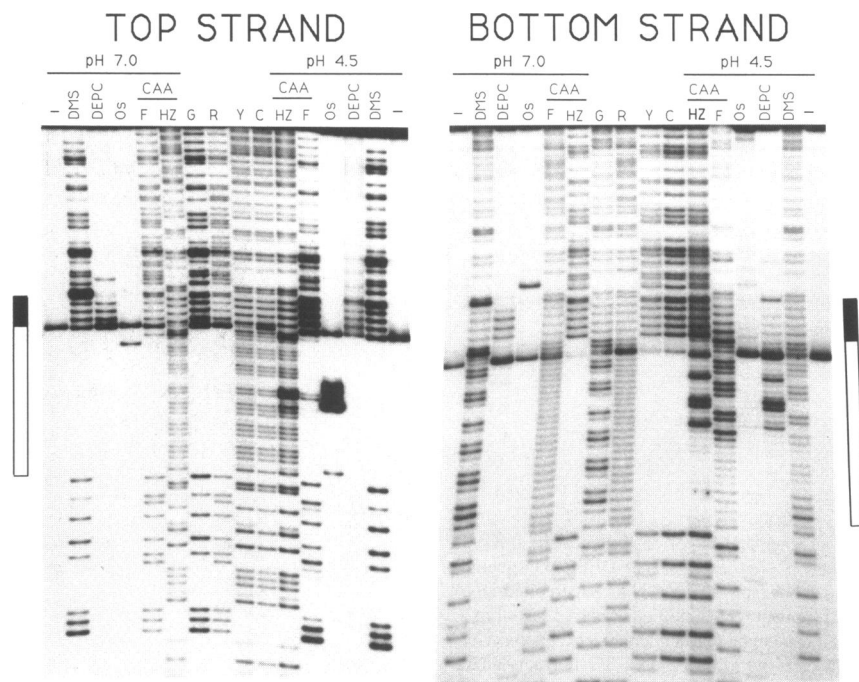 TOP STRAND BOTTOM STRAND
pH 7.0 pH 4.5 pH 7.0 pH 4.5
CAA CAA CAA CAA
– DMS DEPC Os F HZ G R Y C HZ F Os DEPC DMS – – DMS DEPC Os F HZ G R Y C HZ F Os DEPC DMS –